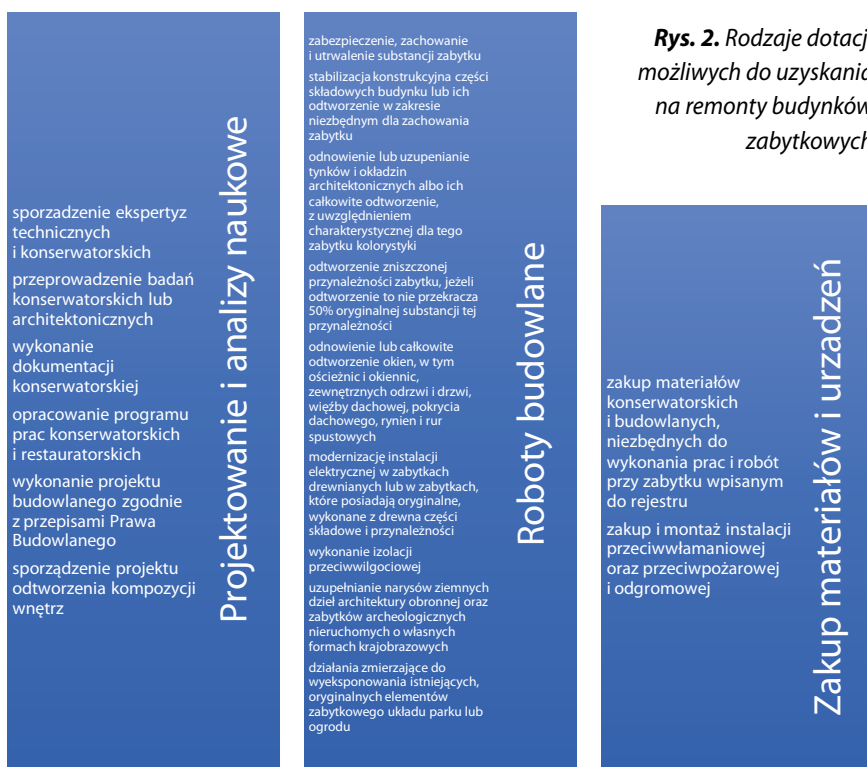 Rys. 2. Rodzaje dotacji
możliwych do uzyskania
na remonty budynków
zabytkowych
sporzadzenie ekspertyz
technicznych
i konserwatorskich
przeprowadzenie badań
konserwatorskich lub
architektonicznych
wykonanie
dokumentacji
konserwatorskiej
opracowanie programu
prac konserwatorskich
i restauratorskich
wykonanie projektu
budowlanego zgodnie
z przepisami Prawa
Budowlanego
sporządzenie projektu
odtworzenia kompozycji
wnętrz
Projektowanie i analizy naukowe
zabezpieczenie, zachowanie
i utrwalenie substancji zabytku
stabilizacja konstrukcyjna części
składowych budynku lub ich
odtworzenie w zakresie
niezbędnym dla zachowania
zabytku
odnowienie lub uzupenianie
tynków i okładzin
architektonicznych albo ich
całkowite odtworzenie,
z uwzględnieniem
charakterystycznej dla tego
zabytku kolorystyki
odtworzenie zniszczonej
przynależności zabytku, jeżeli
odtworzenie to nie przekracza
50% oryginalnej substancji tej
przynależności
odnowienie lub całkowite
odtworzenie okien, w tym
ościeżnic i okiennic,
zewnętrznych odrzwi i drzwi,
więźby dachowej, pokrycia
dachowego, rynien i rur
spustowych
modernizację instalacji
elektrycznej w zabytkach
drewnianych lub w zabytkach,
które posiadają oryginalne,
wykonane z drewna części
składowe i przynależności
wykonanie izolacji
przeciwwilgociowej
uzupełnianie narysów ziemnych
dzieł architektury obronnej oraz
zabytków archeologicznych
nieruchomych o własnych
formach krajobrazowych
działania zmierzające do
wyeksponowania istniejących,
oryginalnych elementów
zabytkowego układu parku lub
ogrodu
Roboty budowlane
zakup materiałów
konserwatorskich
i budowlanych,
niezbędnych do
wykonania prac i robót
przy zabytku wpisanym
do rejestru
zakup i montaż instalacji
przeciwwłamaniowej
oraz przeciwpożarowej
i odgromowej
Zakup materiałów i urzadzeń